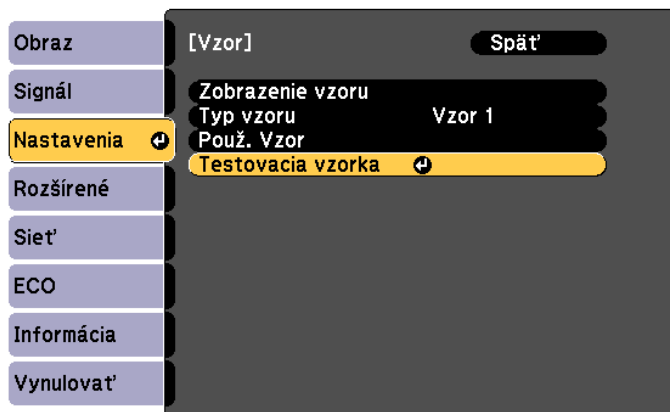 Obraz
Signál
Nastavenia
Rozšírené
Sieť
ECO
Informácia
Vynulovať
[Vzor] Späť
Zobrazenie vzoru
Typ vzoru Vzor 1
Použ. Vzor
Testovacia vzorka